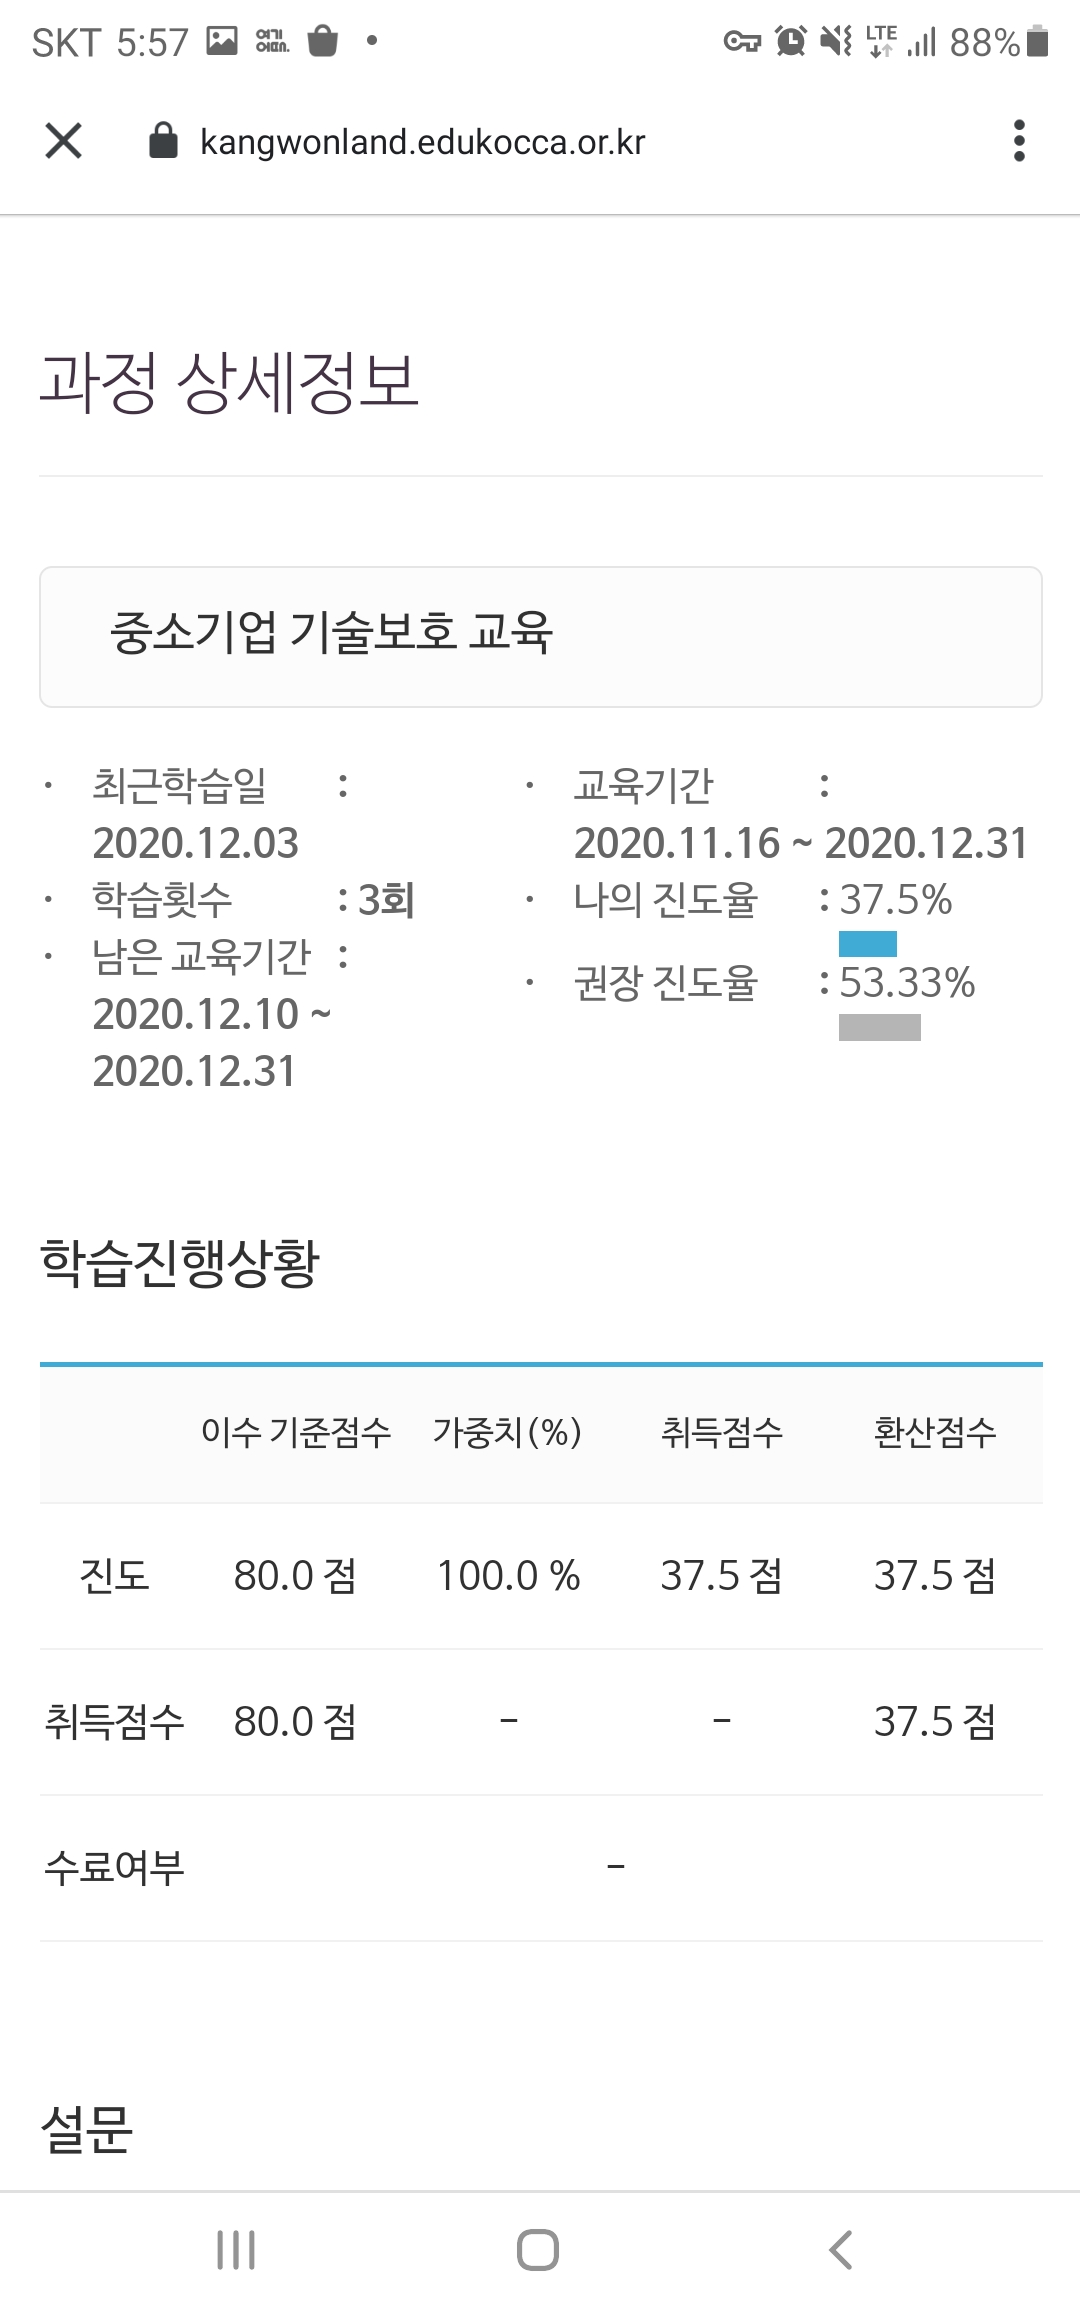 SKT 5:57 여기 어때. LTE 88%
kangwonland.edukocca.or.kr
과정 상세정보
중소기업 기술보호 교육
· 최근학습일 :
2020.12.03
· 학습횟수 : 3회
· 남은 교육기간 :
2020.12.10 ~
2020.12.31
· 교육기간 :
2020.11.16 ~ 2020.12.31
· 나의 진도율 : 37.5%
· 권장 진도율 : 53.33%
학습진행상황
이수 기준점수 가중치(%) 취득점수 환산점수
진도 80.0 점 100.0 % 37.5 점 37.5 점
취득점수 80.0 점 - - 37.5 점
수료여부 -
설문